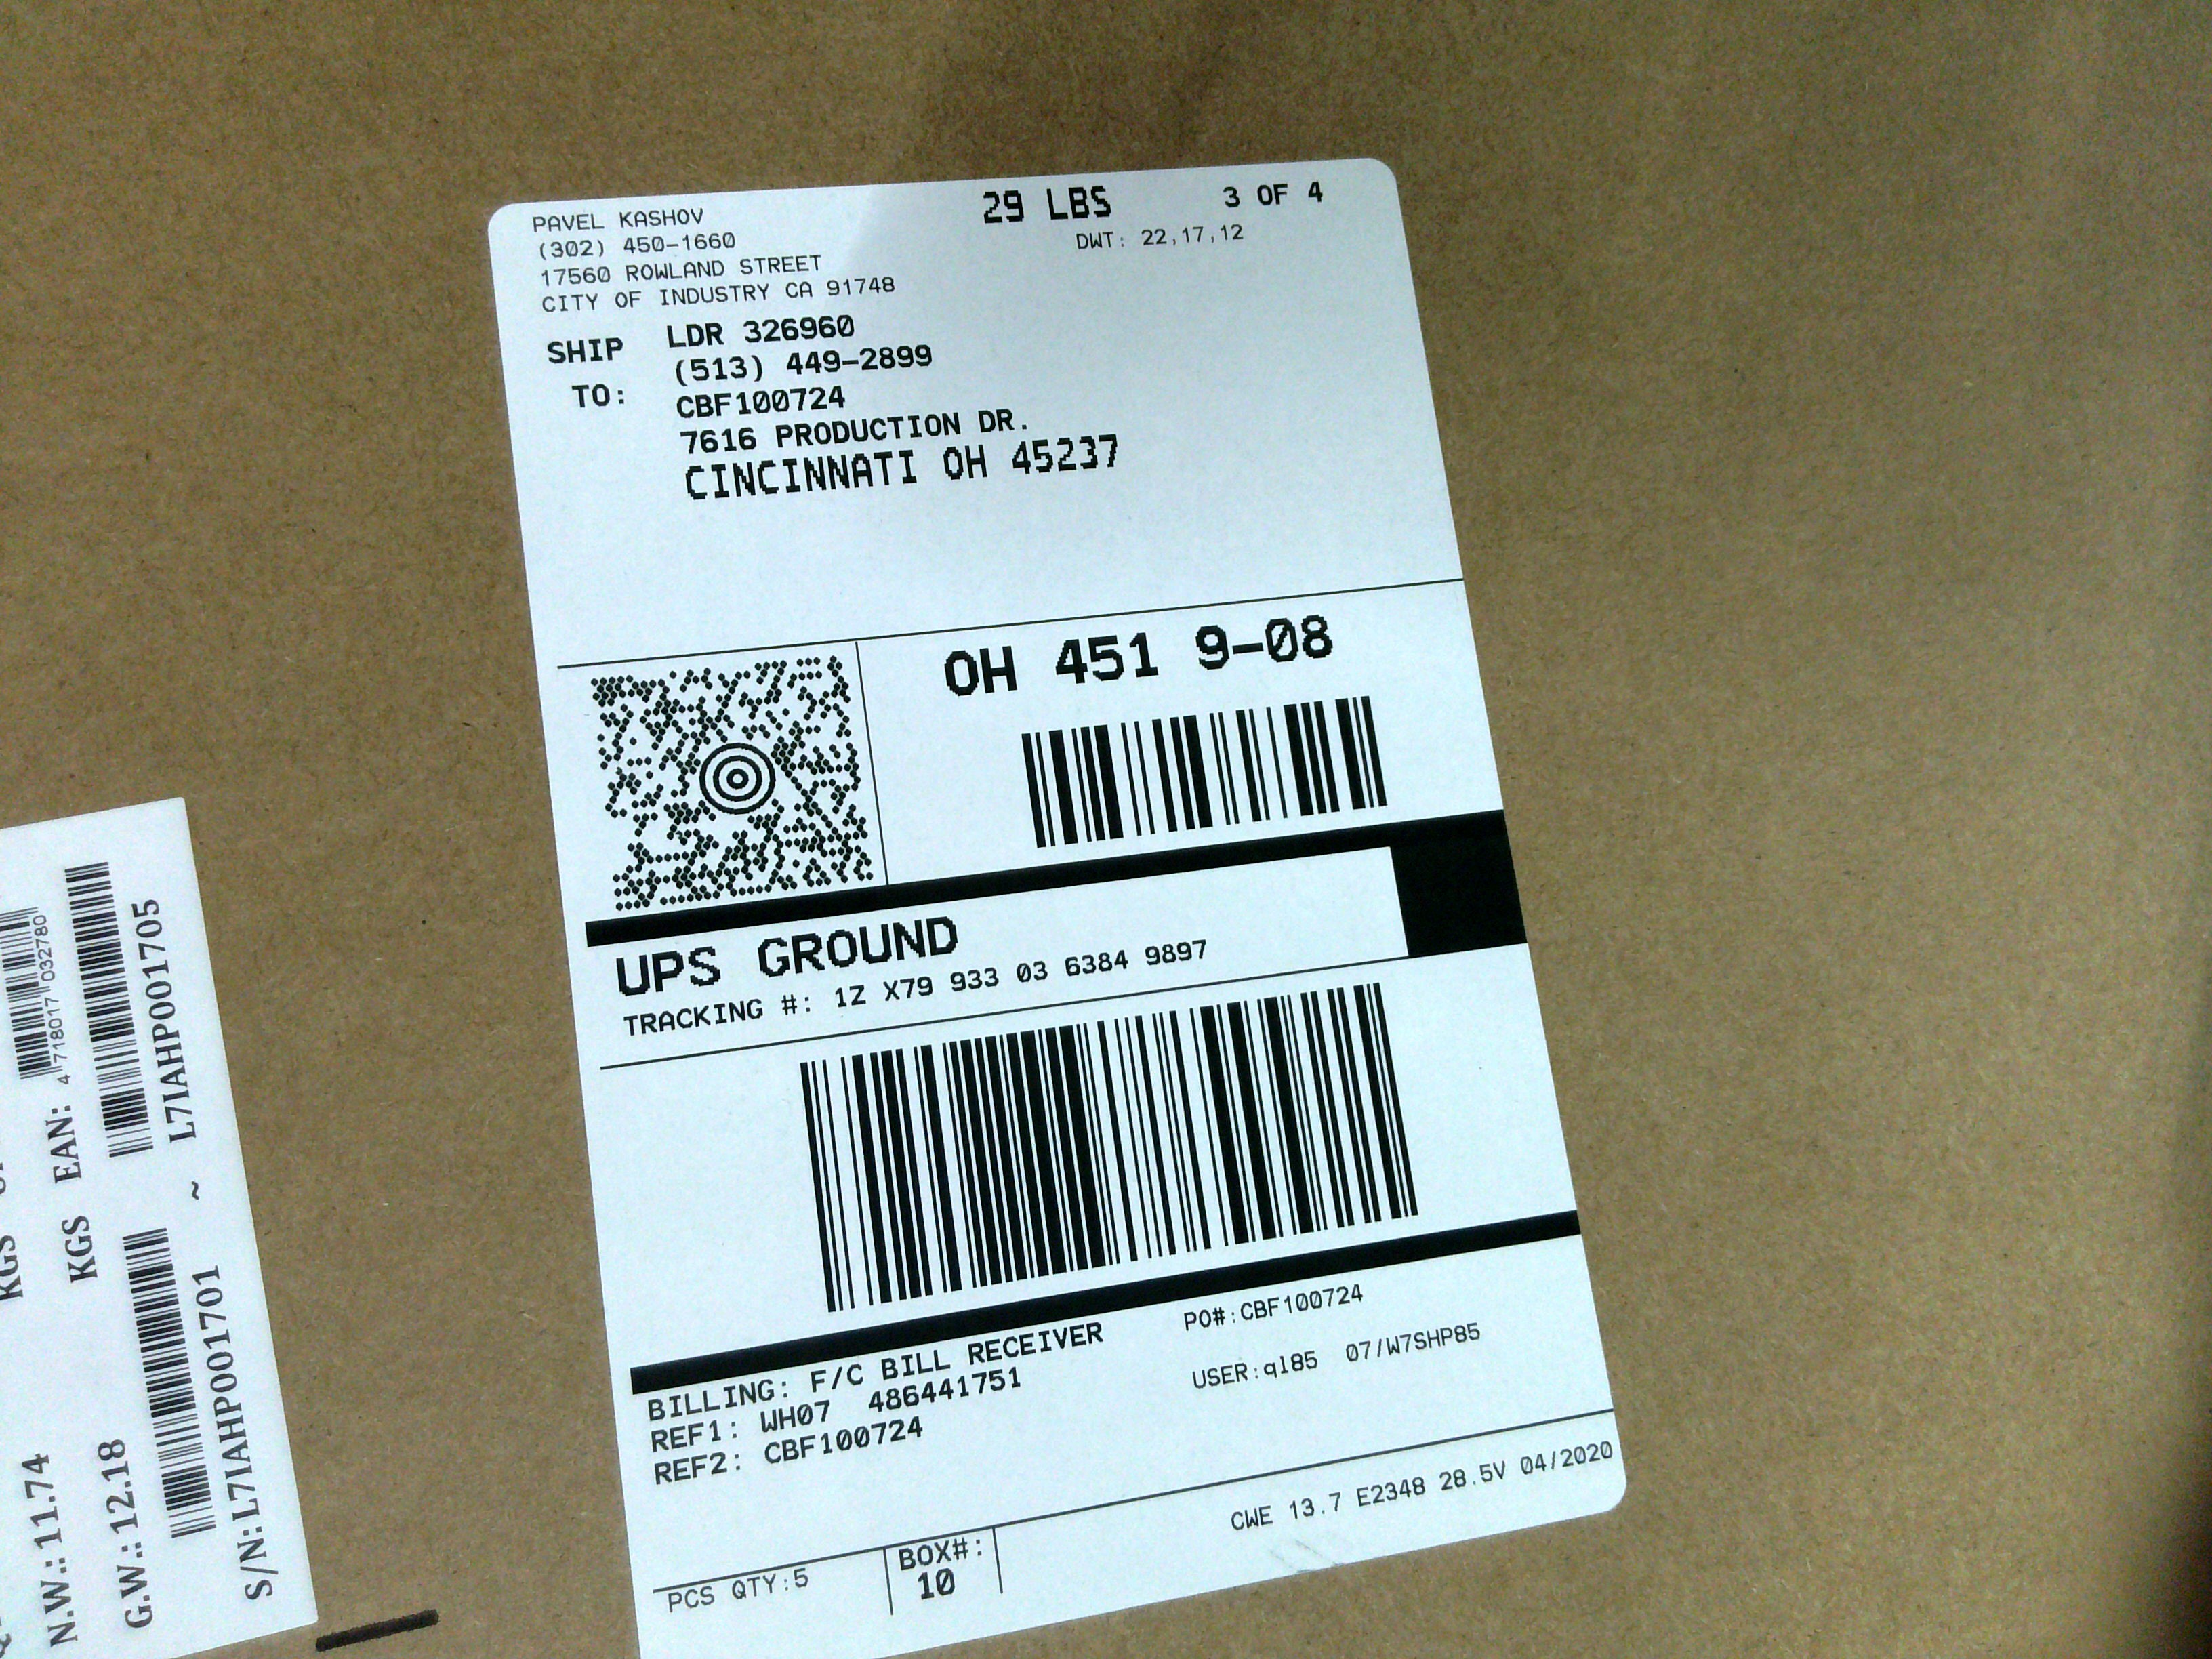 PAVEL KASHOV
(302) 450-1660
17560 ROWLAND STREET
CITY OF INDUSTRY CA 91748
29 LBS
3 OF 4
DWT: 22,17,12
SHIP TO:
LDR 326960
(513) 449-2899
CBF100724
7616 PRODUCTION DR.
CINCINNATI OH 45237
OH 451 9-08
UPS GROUND
TRACKING #: 1Z X79 933 03 6384 9897
BILLING: F/C BILL RECEIVER
REF1: WH07 486441751
REF2: CBF100724
PO#:CBF100724
USER:ql85 07/W7SHP85
CWE 13.7 E2348 28.5V 04/2020
PCS QTY:5
BOX#:
10
N.W.: 11.74 KGS
G.W.: 12.18 KGS
EAN: 4 718017 032780
S/N:L7IAHP001701 ~ L7IAHP001705